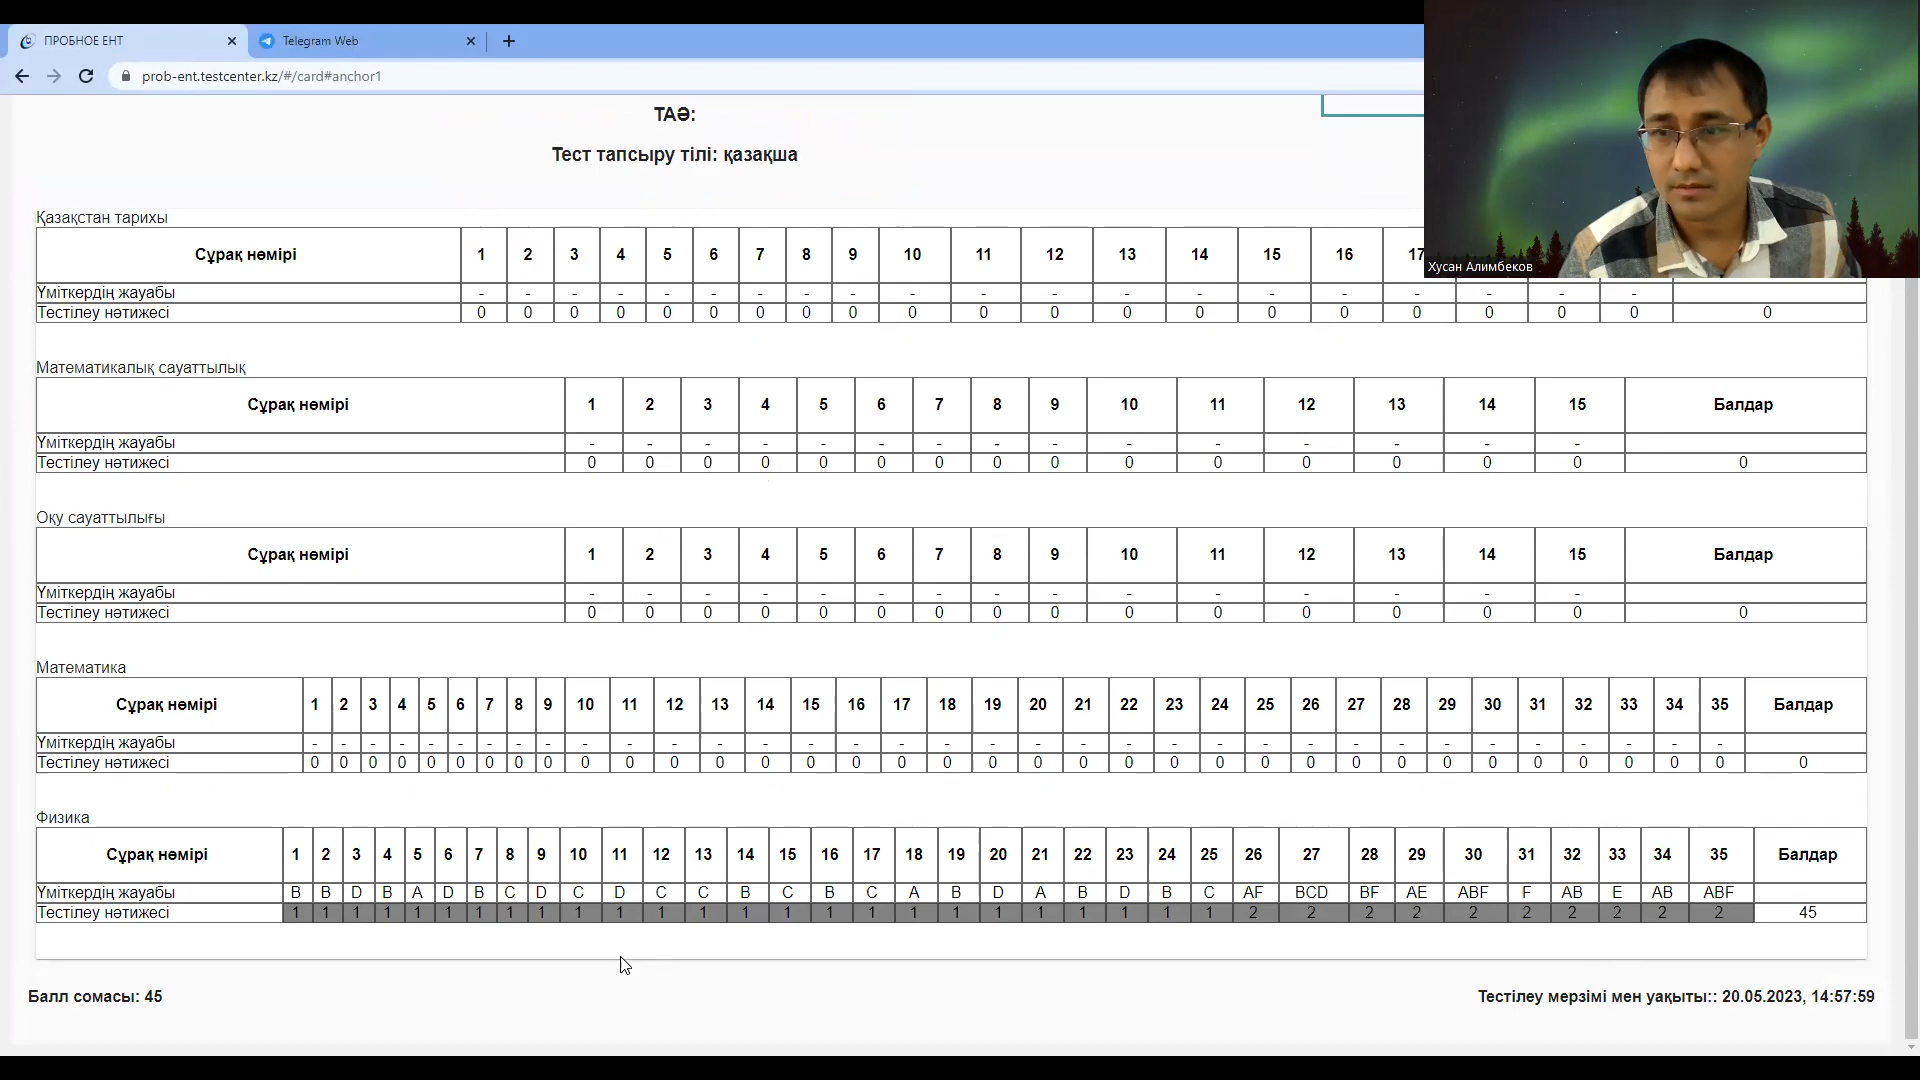 ПРОБНОЕ ЕНТ
Telegram Web
prob-ent.testcenter.kz/#/card#anchor1
ТАӘ:
Тест тапсыру тілі: қазақша
Хусан Алимбеков
Қазақстан тарихы
Сұрақ нөмірі 1 2 3 4 5 6 7 8 9 10 11 12 13 14 15 16 17
Үміткердің жауабы - - - - - - - - - - - - - - - - - - - -
Тестілеу нәтижесі 0 0 0 0 0 0 0 0 0 0 0 0 0 0 0 0 0 0 0 0 0
Математикалық сауаттылық
Сұрақ нөмірі 1 2 3 4 5 6 7 8 9 10 11 12 13 14 15 Балдар
Үміткердің жауабы - - - - - - - - - - - - - - -
Тестілеу нәтижесі 0 0 0 0 0 0 0 0 0 0 0 0 0 0 0 0
Оқу сауаттылығы
Сұрақ нөмірі 1 2 3 4 5 6 7 8 9 10 11 12 13 14 15 Балдар
Үміткердің жауабы - - - - - - - - - - - - - - -
Тестілеу нәтижесі 0 0 0 0 0 0 0 0 0 0 0 0 0 0 0 0
Математика
Сұрақ нөмірі 1 2 3 4 5 6 7 8 9 10 11 12 13 14 15 16 17 18 19 20 21 22 23 24 25 26 27 28 29 30 31 32 33 34 35 Балдар
Үміткердің жауабы - - - - - - - - - - - - - - - - - - - - - - - - - - - - - - - - - - -
Тестілеу нәтижесі 0 0 0 0 0 0 0 0 0 0 0 0 0 0 0 0 0 0 0 0 0 0 0 0 0 0 0 0 0 0 0 0 0 0 0 0
Физика
Сұрақ нөмірі 1 2 3 4 5 6 7 8 9 10 11 12 13 14 15 16 17 18 19 20 21 22 23 24 25 26 27 28 29 30 31 32 33 34 35 Балдар
Үміткердің жауабы B B D B A D B C D C D C C B C B C A B D A B D B C AF BCD BF AE ABF F AB E AB ABF
Тестілеу нәтижесі 1 1 1 1 1 1 1 1 1 1 1 1 1 1 1 1 1 1 1 1 1 1 1 1 1 2 2 2 2 2 2 2 2 2 2 45
Балл сомасы: 45
Тестілеу мерзімі мен уақыты:: 20.05.2023, 14:57:59